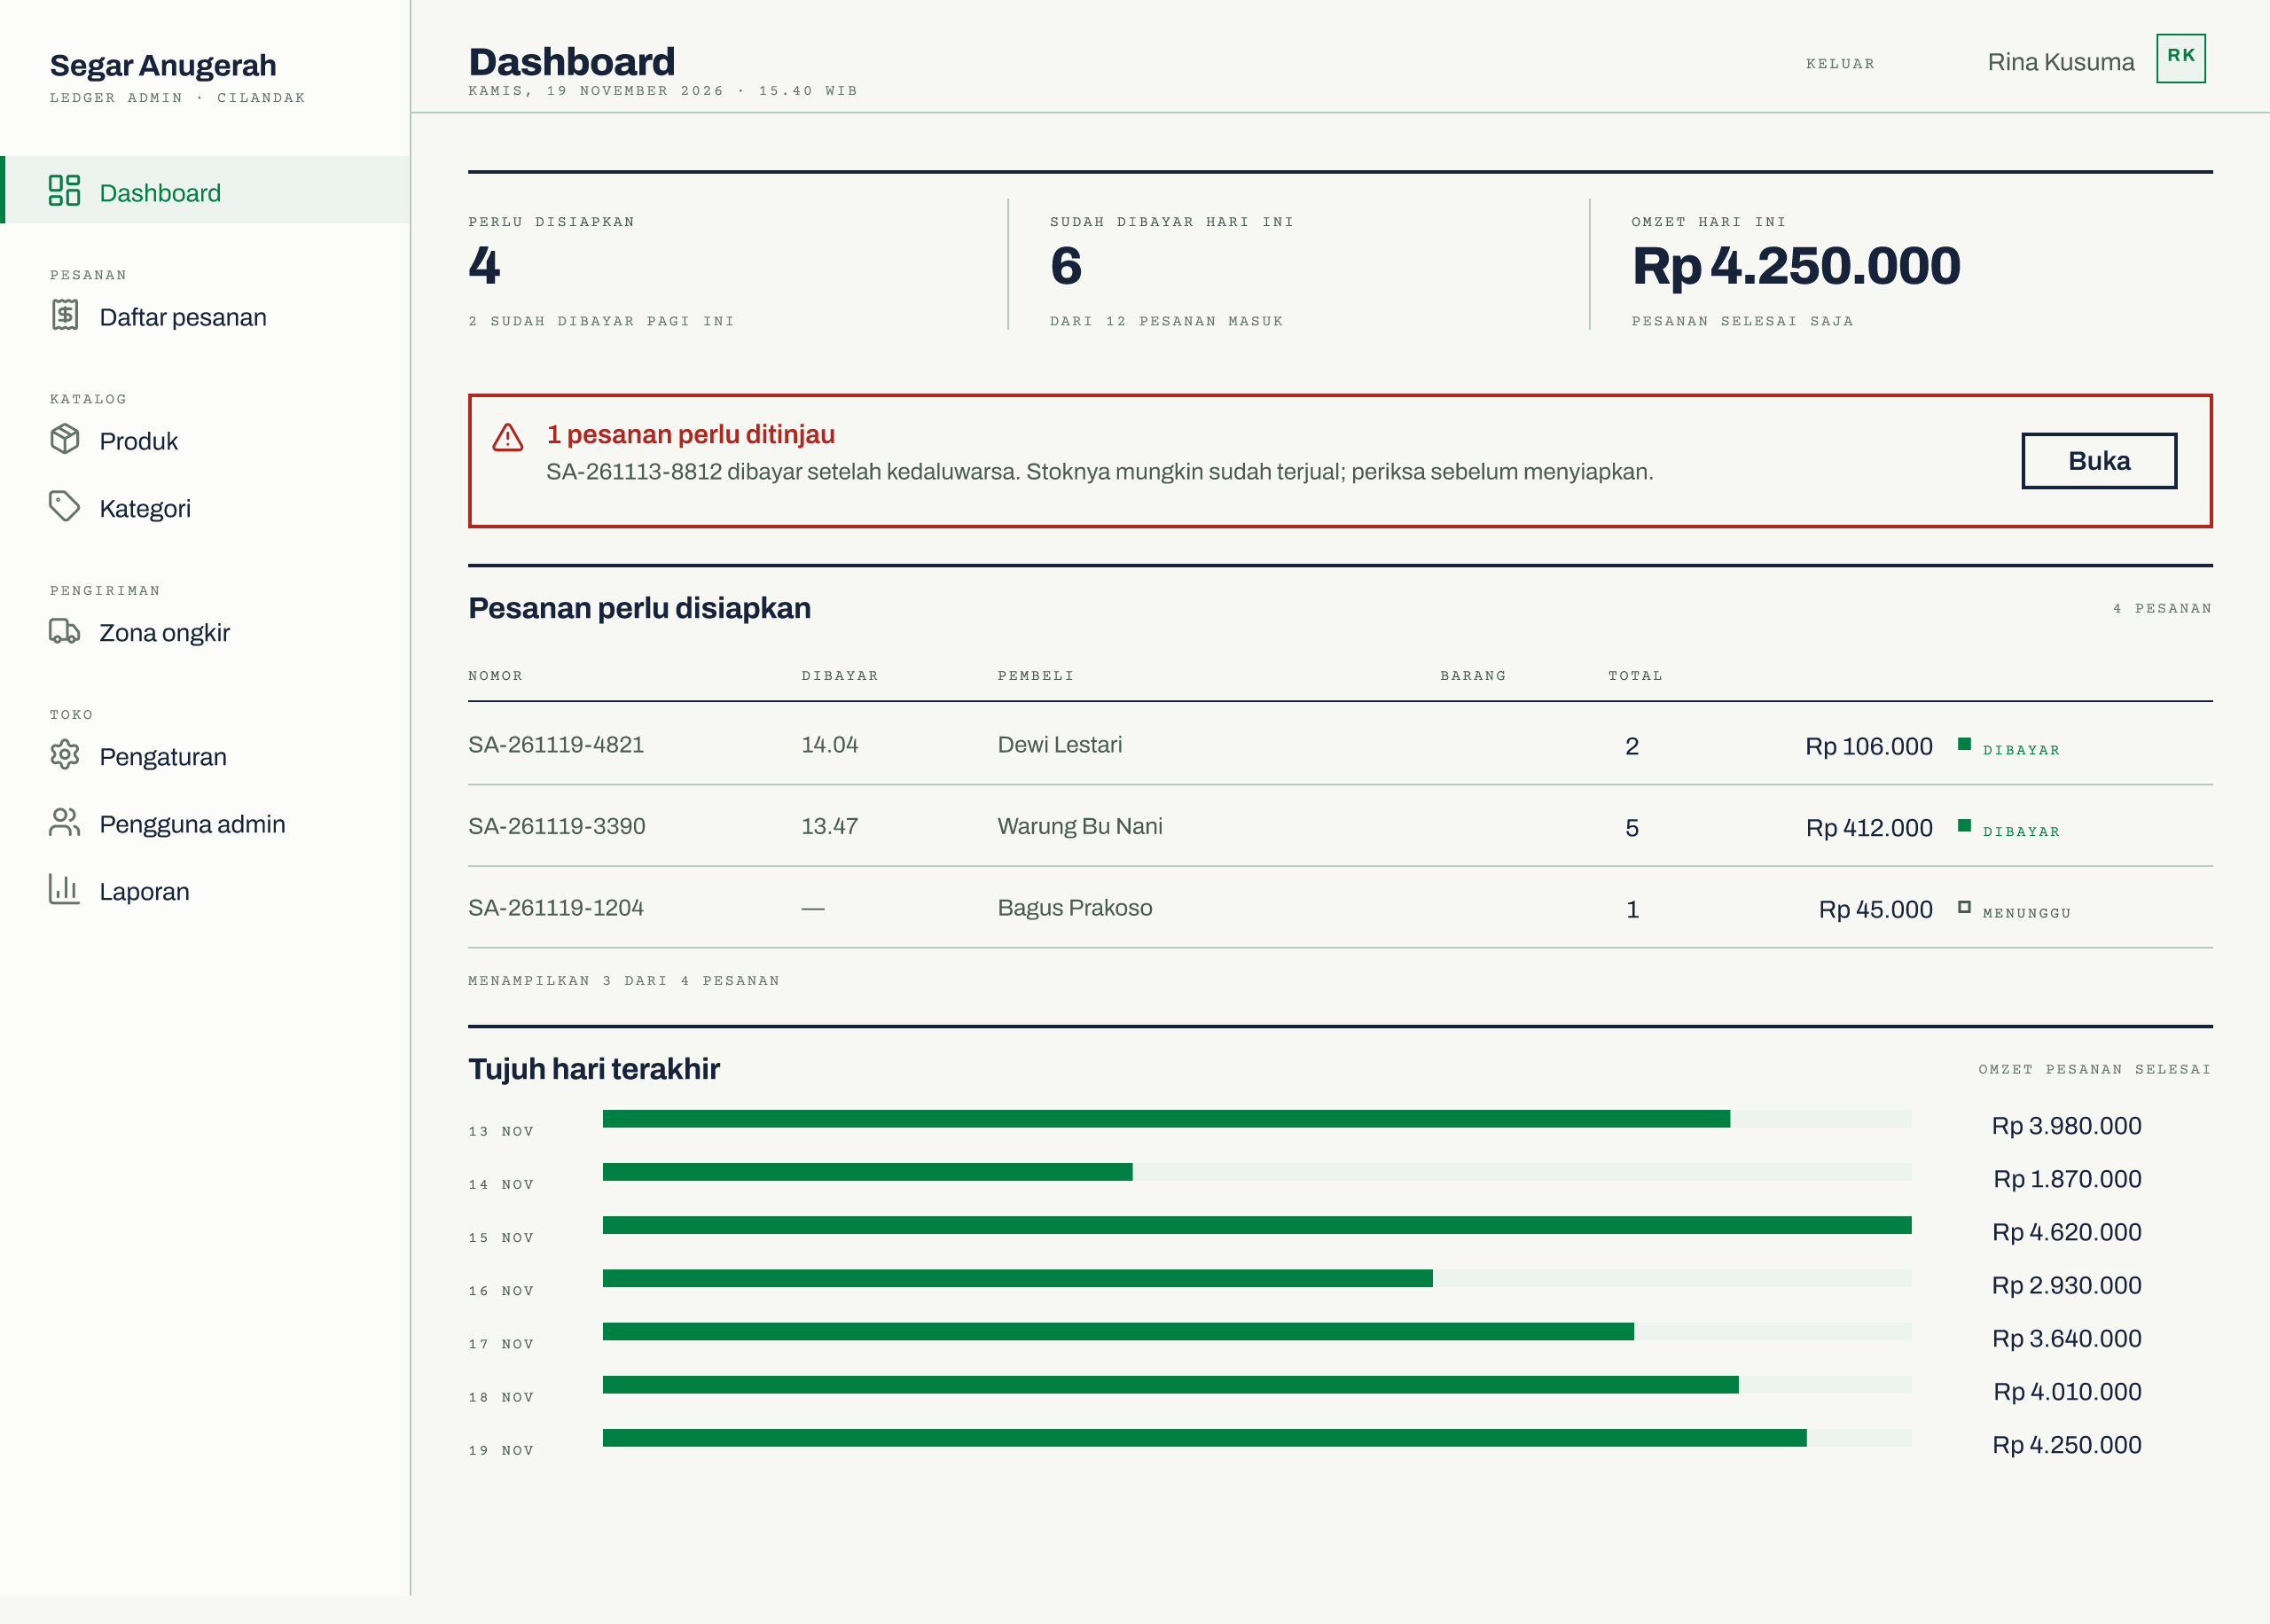 Segar Anugerah
LEDGER ADMIN · CILANDAK
Dashboard
PESANAN
Daftar pesanan
KATALOG
Produk
Kategori
PENGIRIMAN
Zona ongkir
TOKO
Pengaturan
Pengguna admin
Laporan
Dashboard
KAMIS, 19 NOVEMBER 2026 · 15.40 WIB
KELUAR
Rina Kusuma
RK
PERLU DISIAPKAN
4
2 SUDAH DIBAYAR PAGI INI
SUDAH DIBAYAR HARI INI
6
DARI 12 PESANAN MASUK
OMZET HARI INI
Rp 4.250.000
PESANAN SELESAI SAJA
1 pesanan perlu ditinjau
SA-261113-8812 dibayar setelah kedaluwarsa. Stoknya mungkin sudah terjual; periksa sebelum menyiapkan.
Buka
Pesanan perlu disiapkan
4 PESANAN
NOMOR DIBAYAR PEMBELI BARANG TOTAL
SA-261119-4821 14.04 Dewi Lestari 2 Rp 106.000 DIBAYAR
SA-261119-3390 13.47 Warung Bu Nani 5 Rp 412.000 DIBAYAR
SA-261119-1204 — Bagus Prakoso 1 Rp 45.000 MENUNGGU
MENAMPILKAN 3 DARI 4 PESANAN
Tujuh hari terakhir
OMZET PESANAN SELESAI
13 NOV Rp 3.980.000
14 NOV Rp 1.870.000
15 NOV Rp 4.620.000
16 NOV Rp 2.930.000
17 NOV Rp 3.640.000
18 NOV Rp 4.010.000
19 NOV Rp 4.250.000